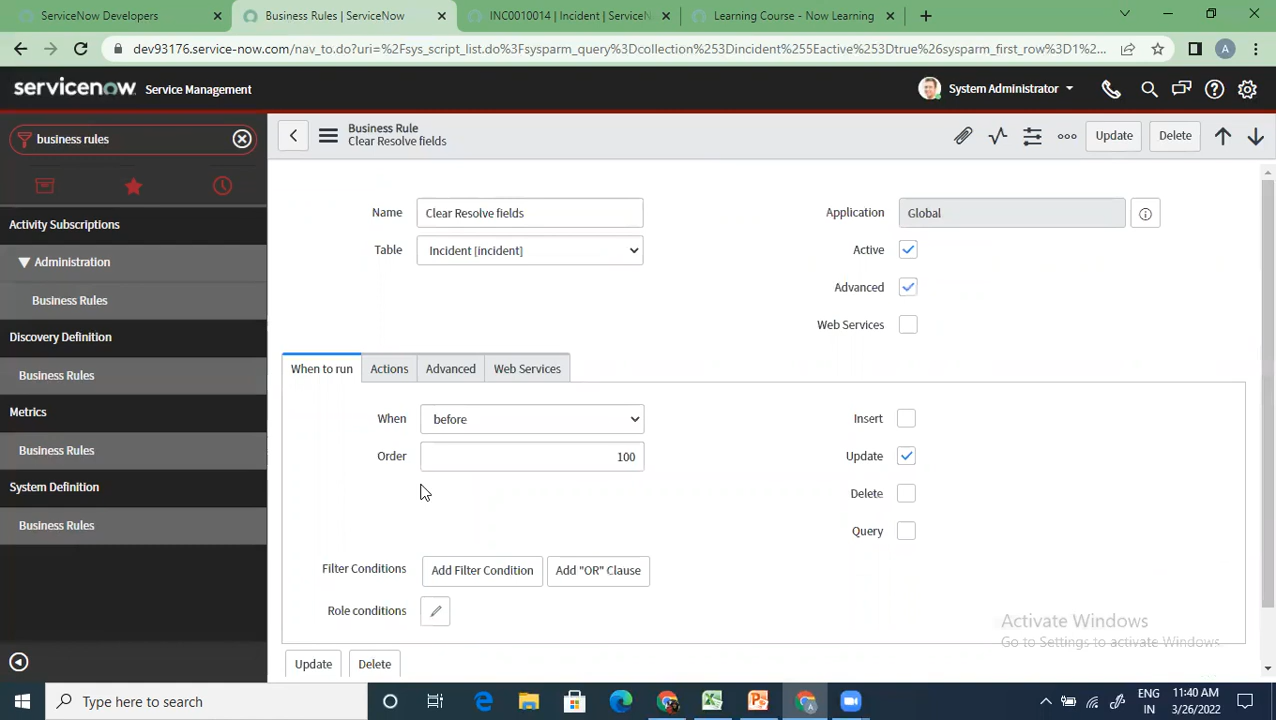 ServiceNow Developers
Business Rules | ServiceNow
INC0010014 | Incident | ServiceN
Learning Course - Now Learning
dev93176.service-now.com/nav_to.do?uri=%2Fsys_script_list.do%3Fsysparm_query%3Dcollection%253Dincident%255Eactive%253Dtrue%26sysparm_first_row%3D1%2...
A
servicenow Service Management
System Administrator
business rules
Business Rule
Clear Resolve fields
Update
Delete
Activity Subscriptions
Administration
Business Rules
Discovery Definition
Business Rules
Metrics
Business Rules
System Definition
Business Rules
Name Clear Resolve fields
Application Global
Table Incident [incident]
Active
Advanced
Web Services
When to run Actions Advanced Web Services
When before
Insert
Order 100
Update
Delete
Query
Filter Conditions Add Filter Condition Add "OR" Clause
Role conditions
Update Delete
Activate Windows
Go to Settings to activate Windows.
Type here to search
ENG
IN
11:40 AM
3/26/2022